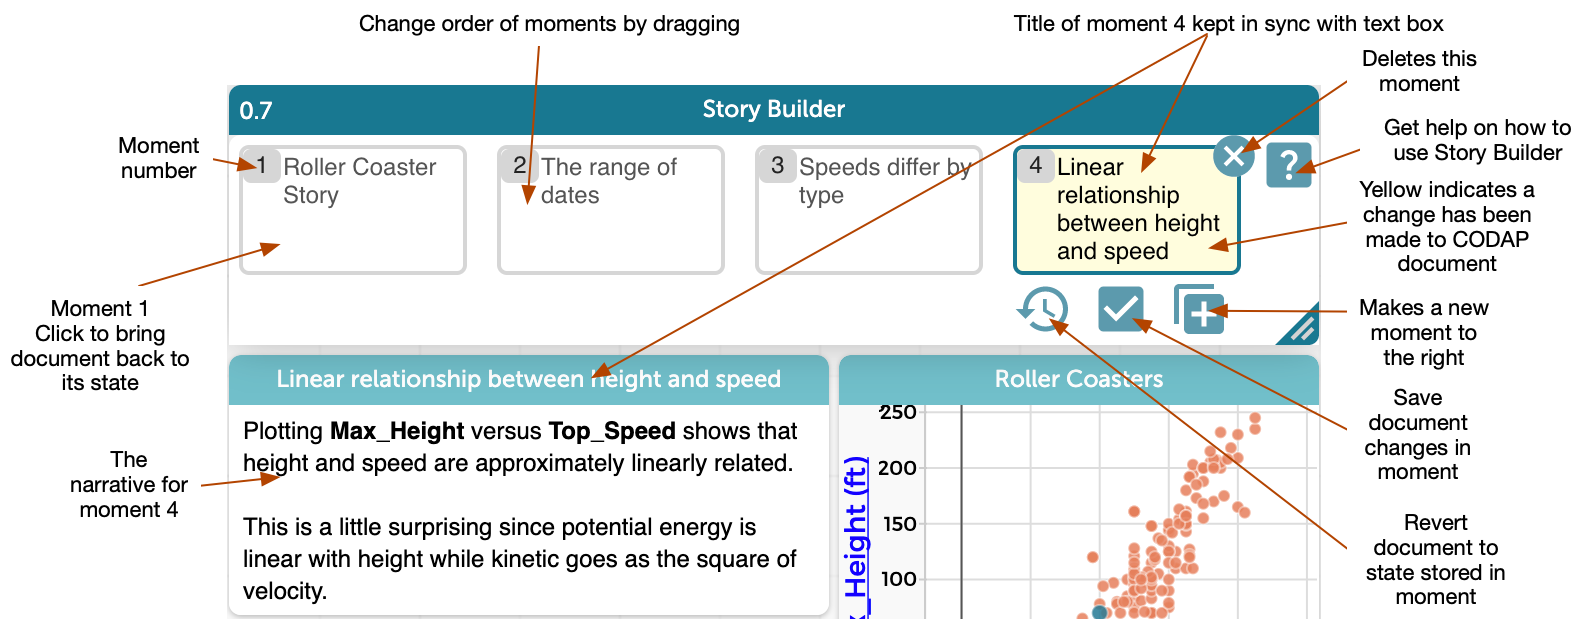 Change order of moments by dragging
Title of moment 4 kept in sync with text box
Deletes this
moment
0.7
Story Builder
Get help on how to
use Story Builder
Moment
number
1
Roller Coaster
Story
2
The range of
dates
3
Speeds differ by
type
4
Linear
relationship
between height
and speed
?
Yellow indicates a
change has been
made to CODAP
document
Moment 1
Click to bring
document back to
its state
Makes a new
moment to
the right
Linear relationship between height and speed
Roller Coasters
Save
document
changes in
moment
Plotting Max_Height versus Top_Speed shows that
height and speed are approximately linearly related.
This is a little surprising since potential energy is
linear with height while kinetic goes as the square of
velocity.
The
narrative for
moment 4
250
200
150
100
_Height (ft)
Revert
document to
state stored in
moment